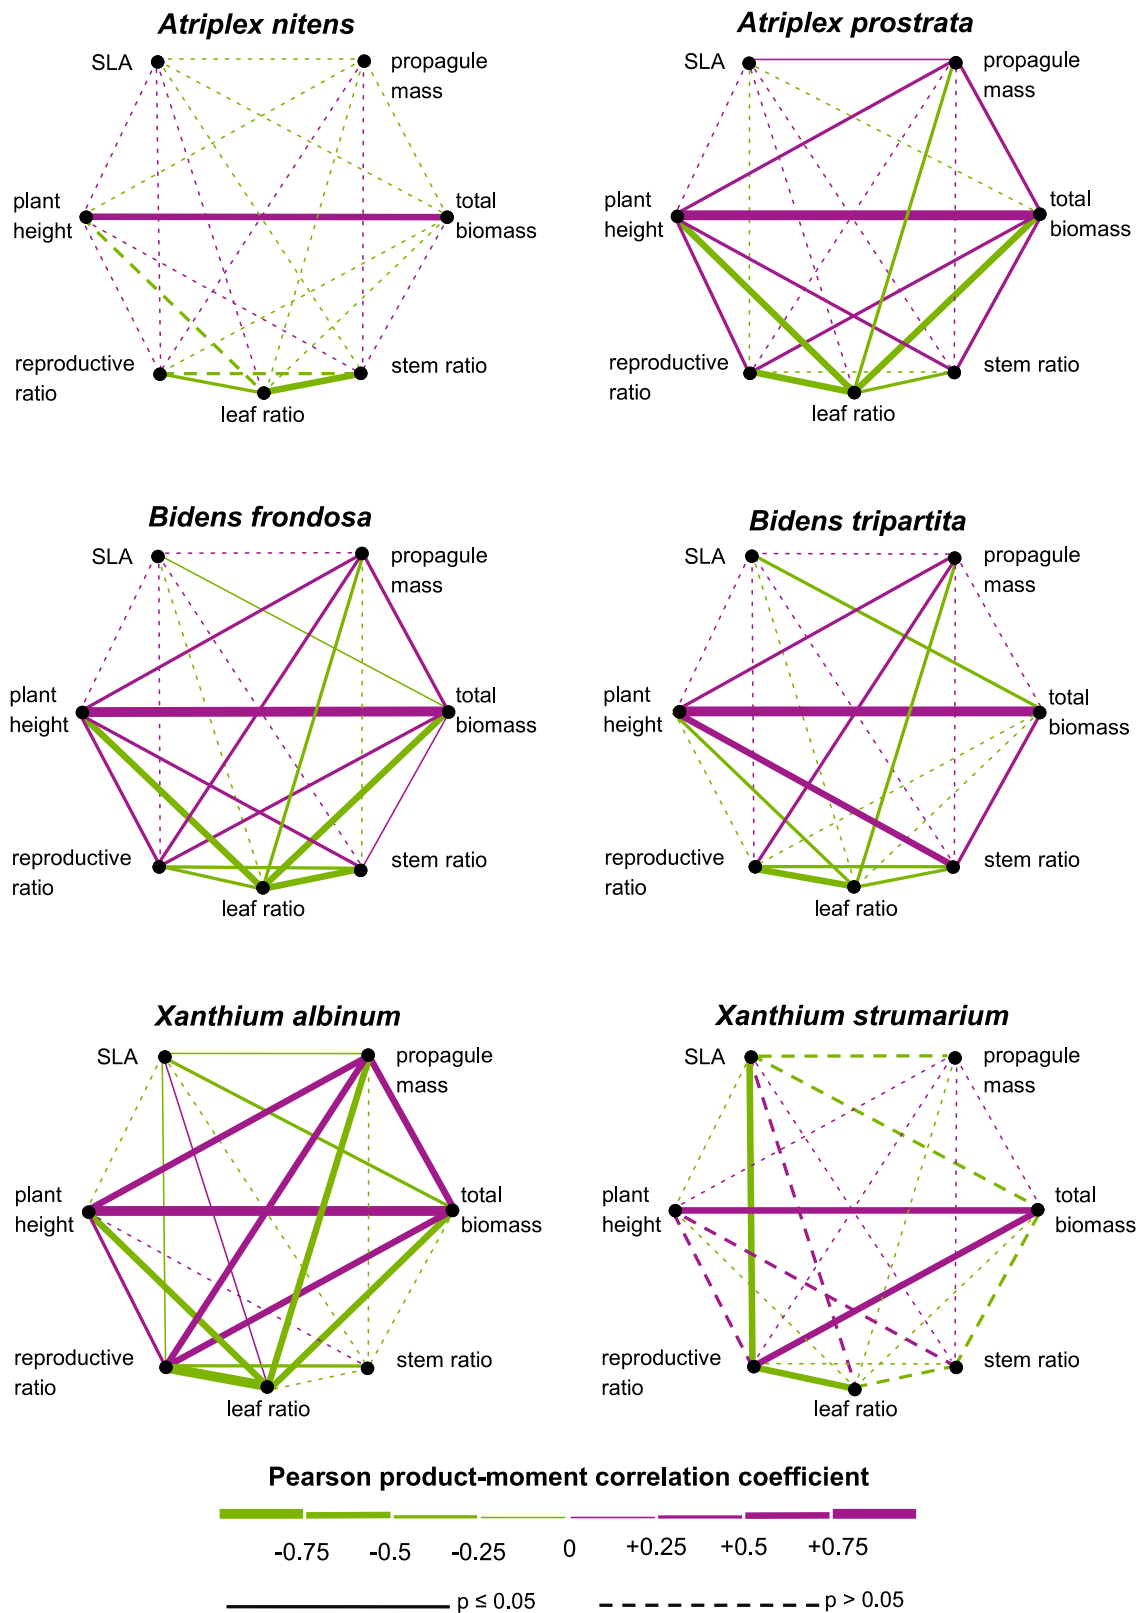 Atriplex nitens
SLA
propagule
mass
plant
height
total
biomass
reproductive
ratio
stem ratio
leaf ratio
Atriplex prostrata
SLA
propagule
mass
plant
height
total
biomass
reproductive
ratio
stem ratio
leaf ratio
Bidens frondosa
SLA
propagule
mass
plant
height
total
biomass
reproductive
ratio
stem ratio
leaf ratio
Bidens tripartita
SLA
propagule
mass
plant
height
total
biomass
reproductive
ratio
stem ratio
leaf ratio
Xanthium albinum
SLA
propagule
mass
plant
height
total
biomass
reproductive
ratio
stem ratio
leaf ratio
Xanthium strumarium
SLA
propagule
mass
plant
height
total
biomass
reproductive
ratio
stem ratio
leaf ratio
Pearson product-moment correlation coefficient
-0.75 -0.5 -0.25 0 +0.25 +0.5 +0.75
p ≤ 0.05 p > 0.05